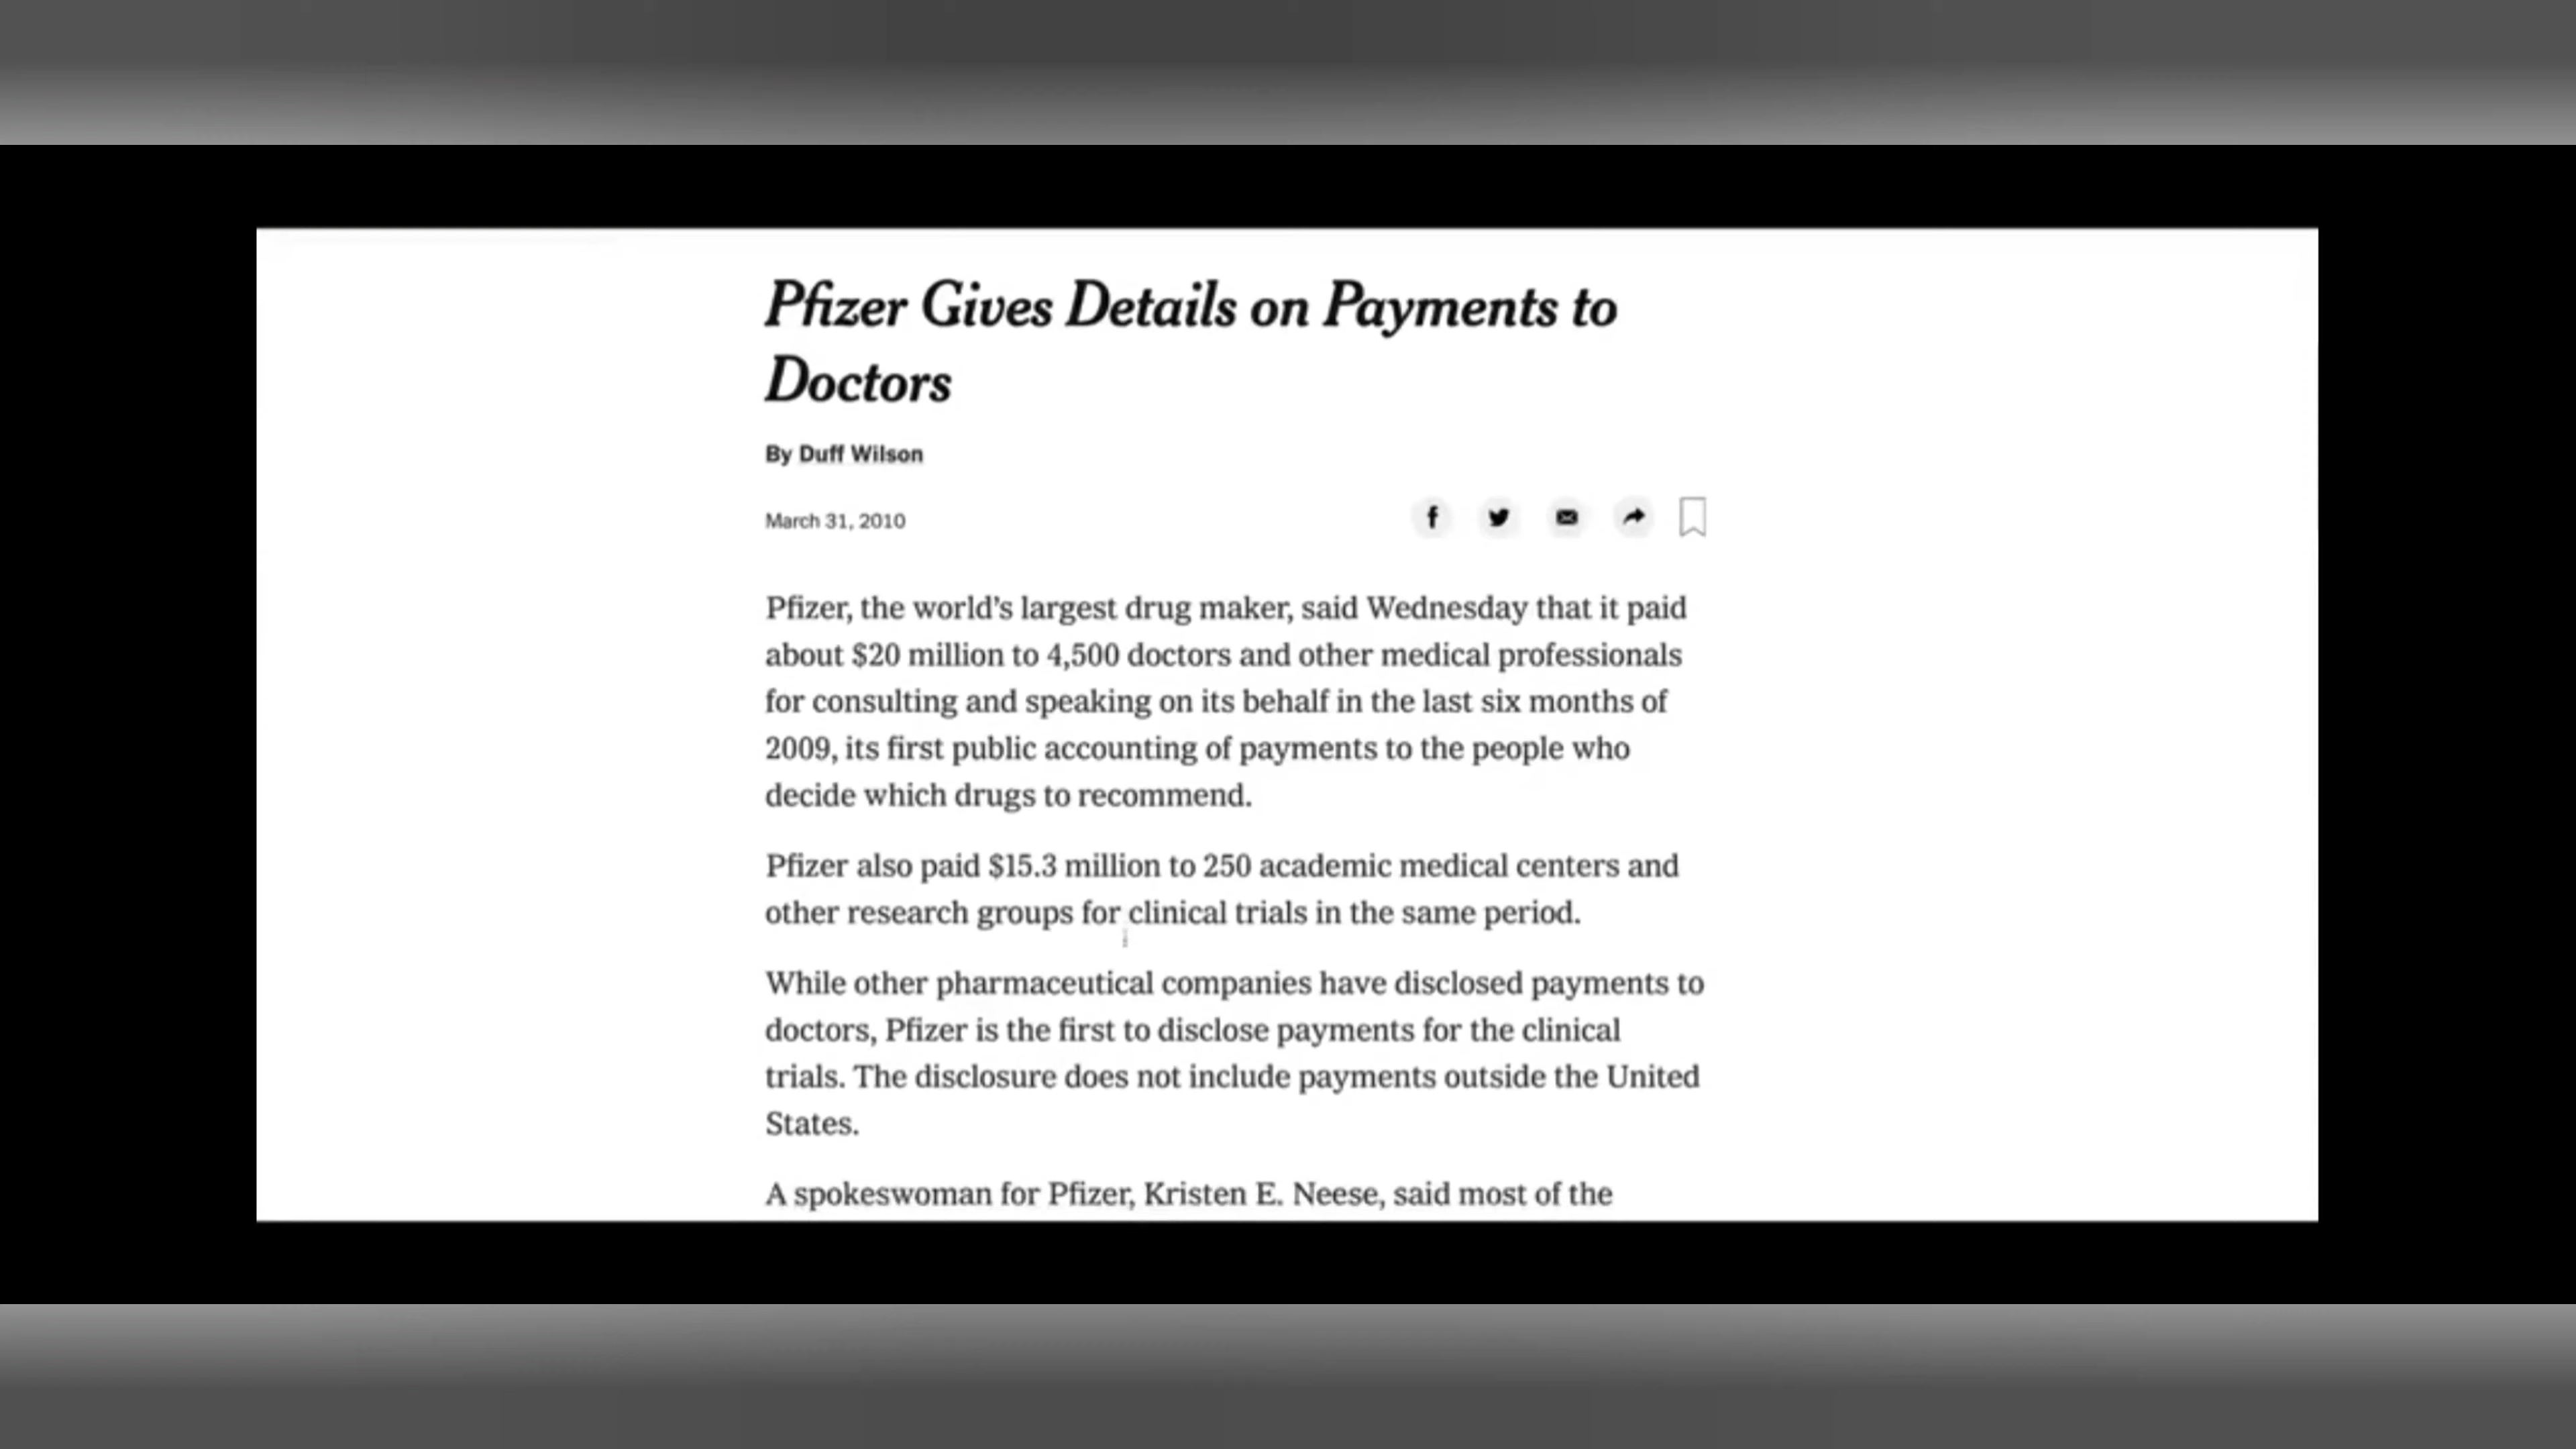 Pfizer Gives Details on Payments to
Doctors
By Duff Wilson
March 31, 2010
Pfizer, the world’s largest drug maker, said Wednesday that it paid
about $20 million to 4,500 doctors and other medical professionals
for consulting and speaking on its behalf in the last six months of
2009, its first public accounting of payments to the people who
decide which drugs to recommend.
Pfizer also paid $15.3 million to 250 academic medical centers and
other research groups for clinical trials in the same period.
While other pharmaceutical companies have disclosed payments to
doctors, Pfizer is the first to disclose payments for the clinical
trials. The disclosure does not include payments outside the United
States.
A spokeswoman for Pfizer, Kristen E. Neese, said most of the